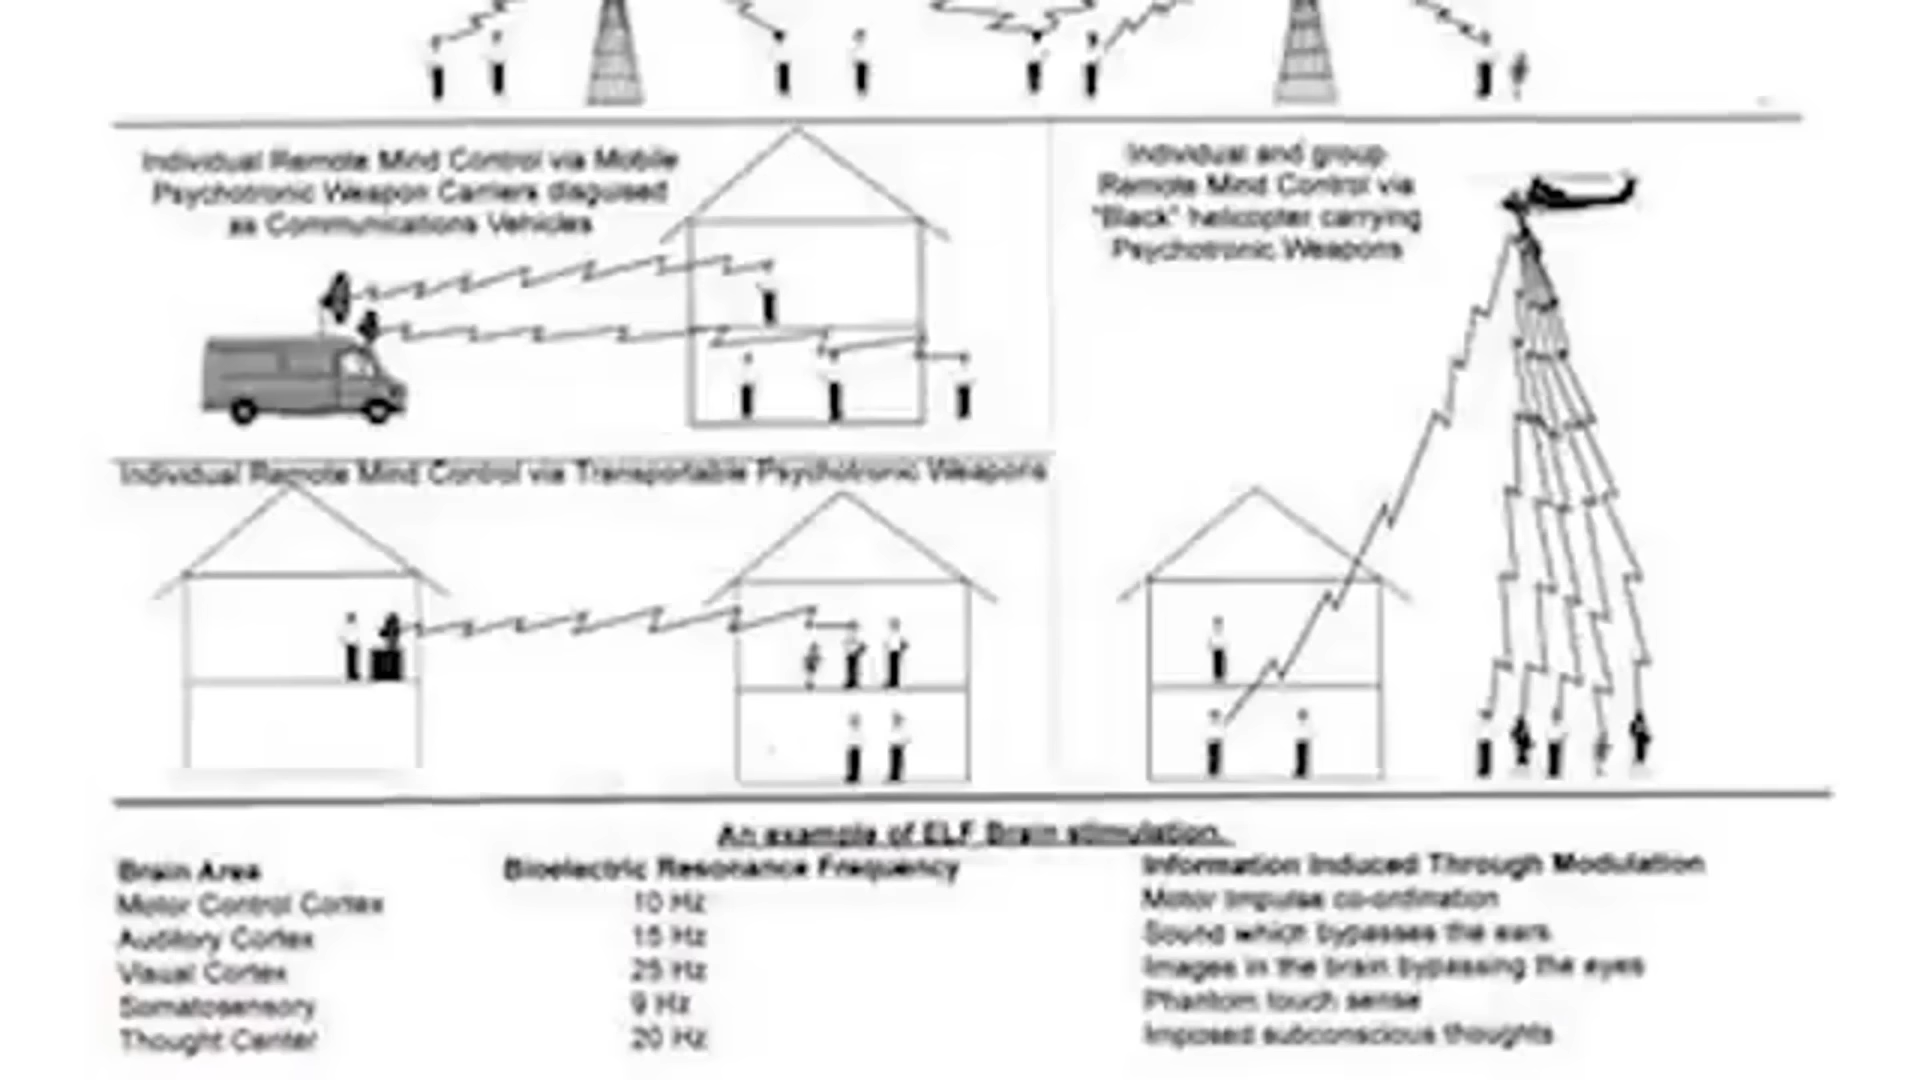 Individual Remote Mind Control via Mobile
Psychotronic Weapon Carriers disguised
as Communications Vehicles
Individual and group
Remote Mind Control via
"Black" helicopter carrying
Psychotronic Weapons
Individual Remote Mind Control via Transportable Psychotronic Weapons
An example of ELF Brain stimulation.
Brain Area Bioelectric Resonance Frequency Information Induced Through Modulation
Motor Control Cortex 10 Hz Motor Impulse co-ordination
Auditory Cortex 15 Hz Sound which bypasses the ears
Visual Cortex 25 Hz Images in the brain bypassing the eyes
Somatosensory 9 Hz Phantom touch sense
Thought Center 20 Hz Imposed subconscious thoughts